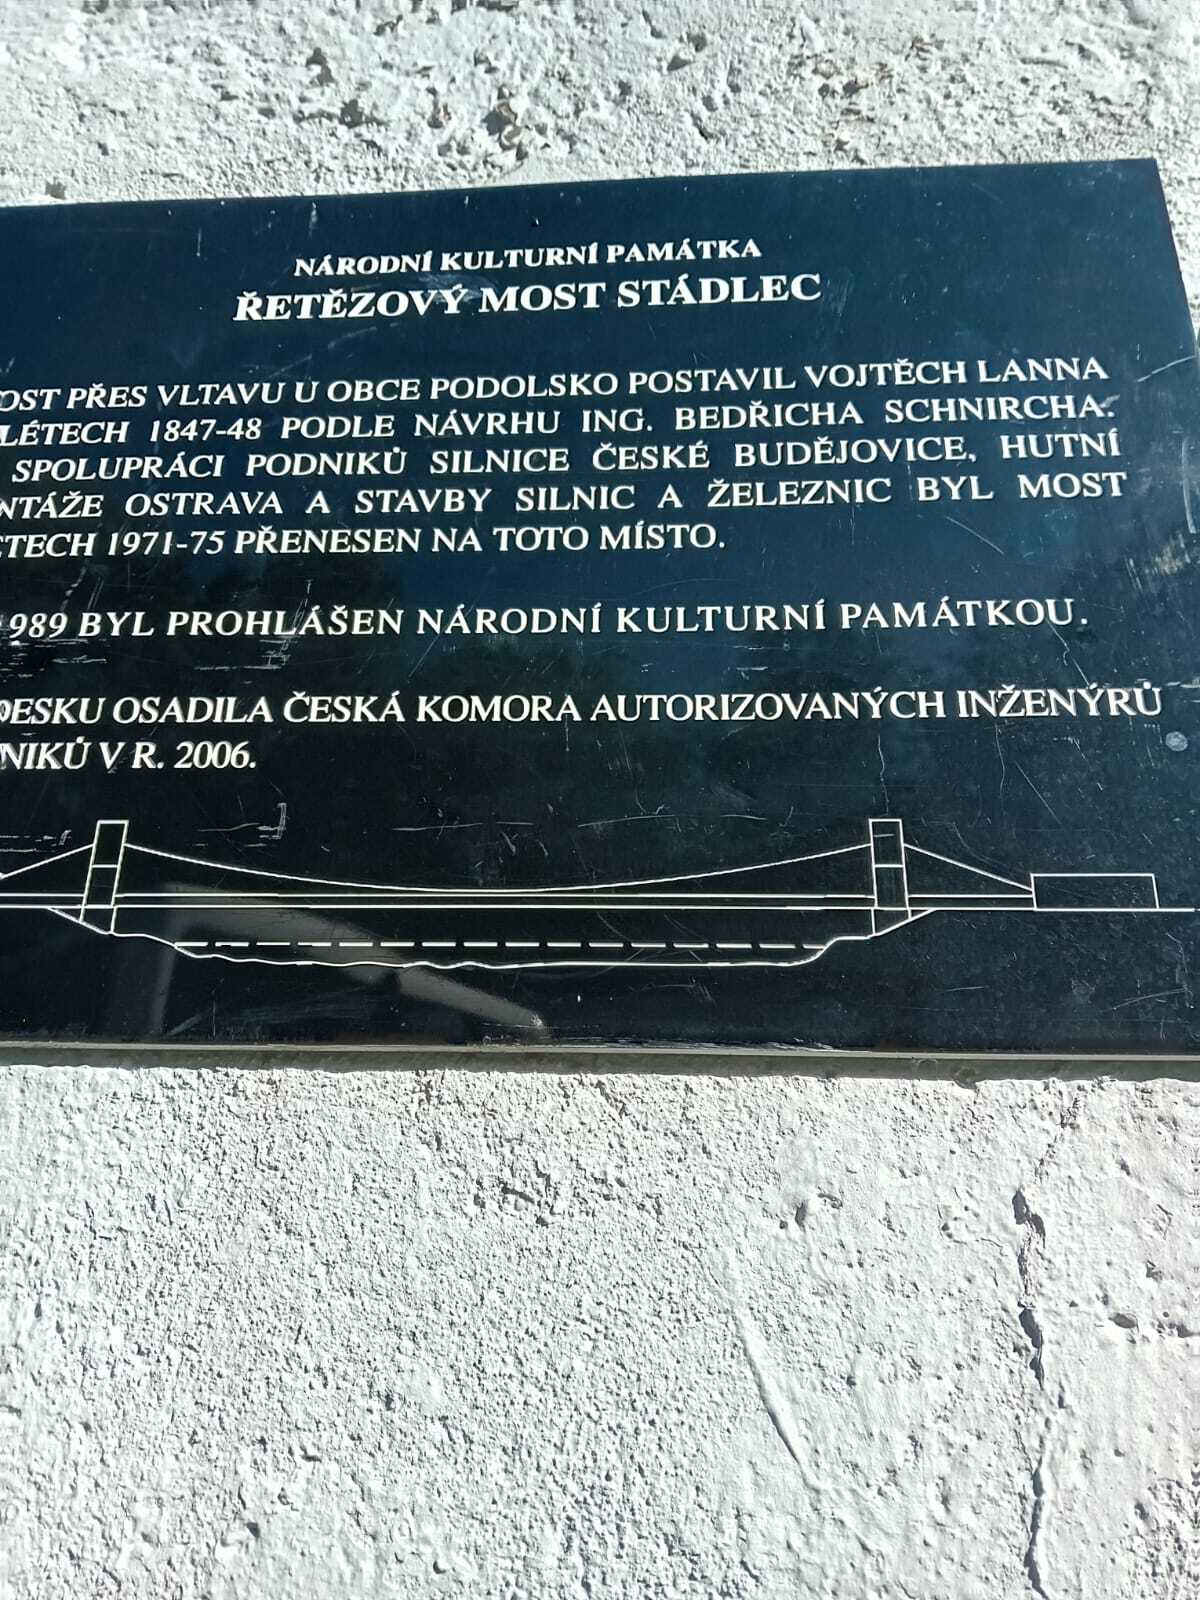 NÁRODNÍ KULTURNÍ PAMÁTKA
ŘETĚZOVÝ MOST STÁDLEC
OST PŘES VLTAVU U OBCE PODOLSKO POSTAVIL VOJTĚCH LANNA
LÉTECH 1847-48 PODLE NÁVRHU ING. BEDŘICHA SCHNIRCHA.
SPOLUPRÁCI PODNIKŮ SILNICE ČESKÉ BUDĚJOVICE, HUTNÍ
NTÁŽE OSTRAVA A STAVBY SILNIC A ŽELEZNIC BYL MOST
ETECH 1971-75 PŘENESEN NA TOTO MÍSTO.
1989 BYL PROHLÁŠEN NÁRODNÍ KULTURNÍ PAMÁTKOU.
DESKU OSADILA ČESKÁ KOMORA AUTORIZOVANÝCH INŽENÝRŮ
NIKŮ V R. 2006.